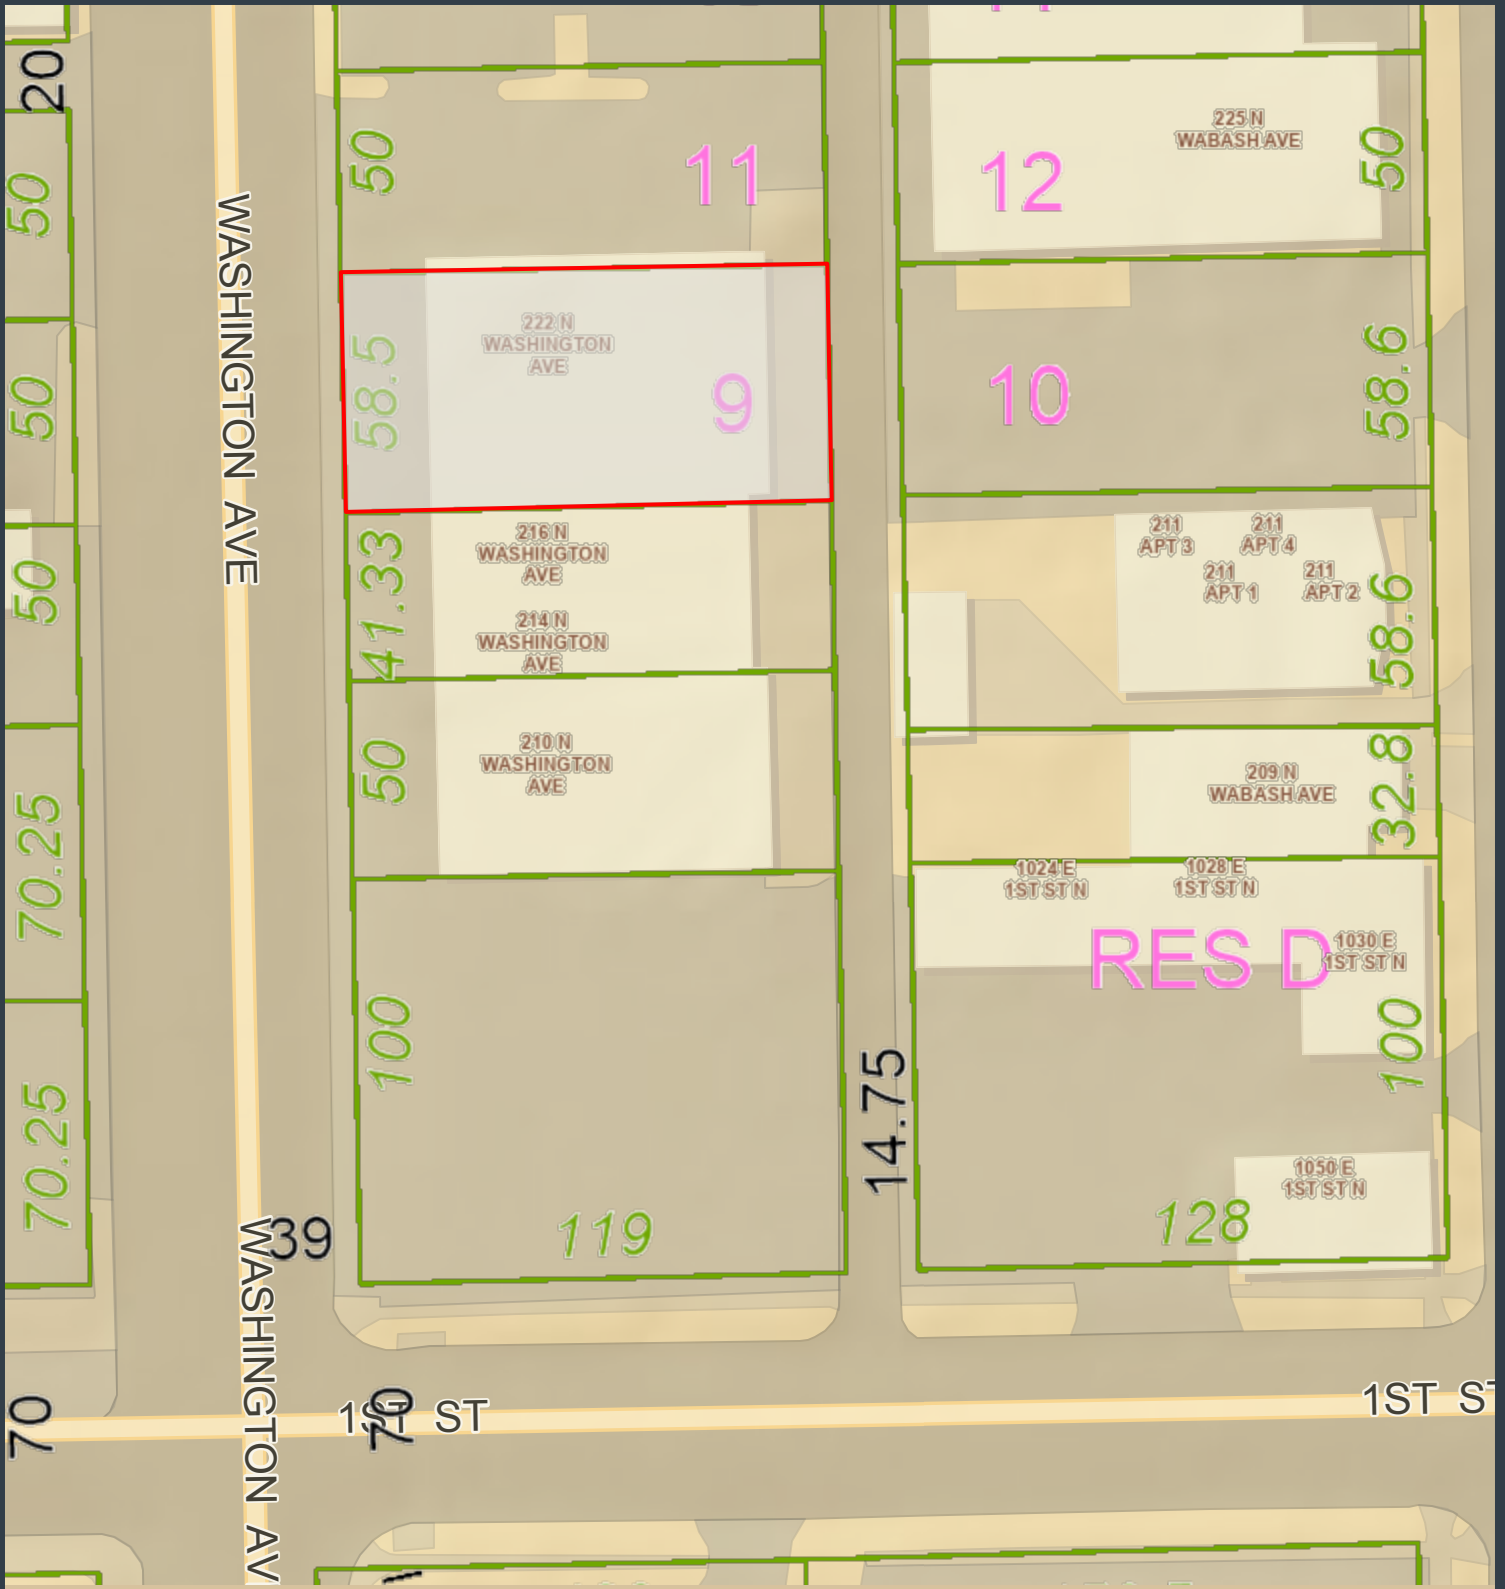 20
50
50
50
70.25
70.25
70
WASHINGTON AVE
WASHINGTON AV
39
50
11
222 N
WASHINGTON
AVE
58.5
9
216 N
WASHINGTON
AVE
41.33
214 N
WASHINGTON
AVE
210 N
WASHINGTON
AVE
50
100
119
14.75
1ST ST
70
225 N
WABASH AVE
12
50
10
58.6
211
APT 3
211
APT 4
211
APT 1
211
APT 2
58.6
209 N
WABASH AVE
32.8
1024 E
1ST ST N
1028 E
1ST ST N
RES D
1030 E
1ST ST N
100
1050 E
1ST ST N
128
1ST ST